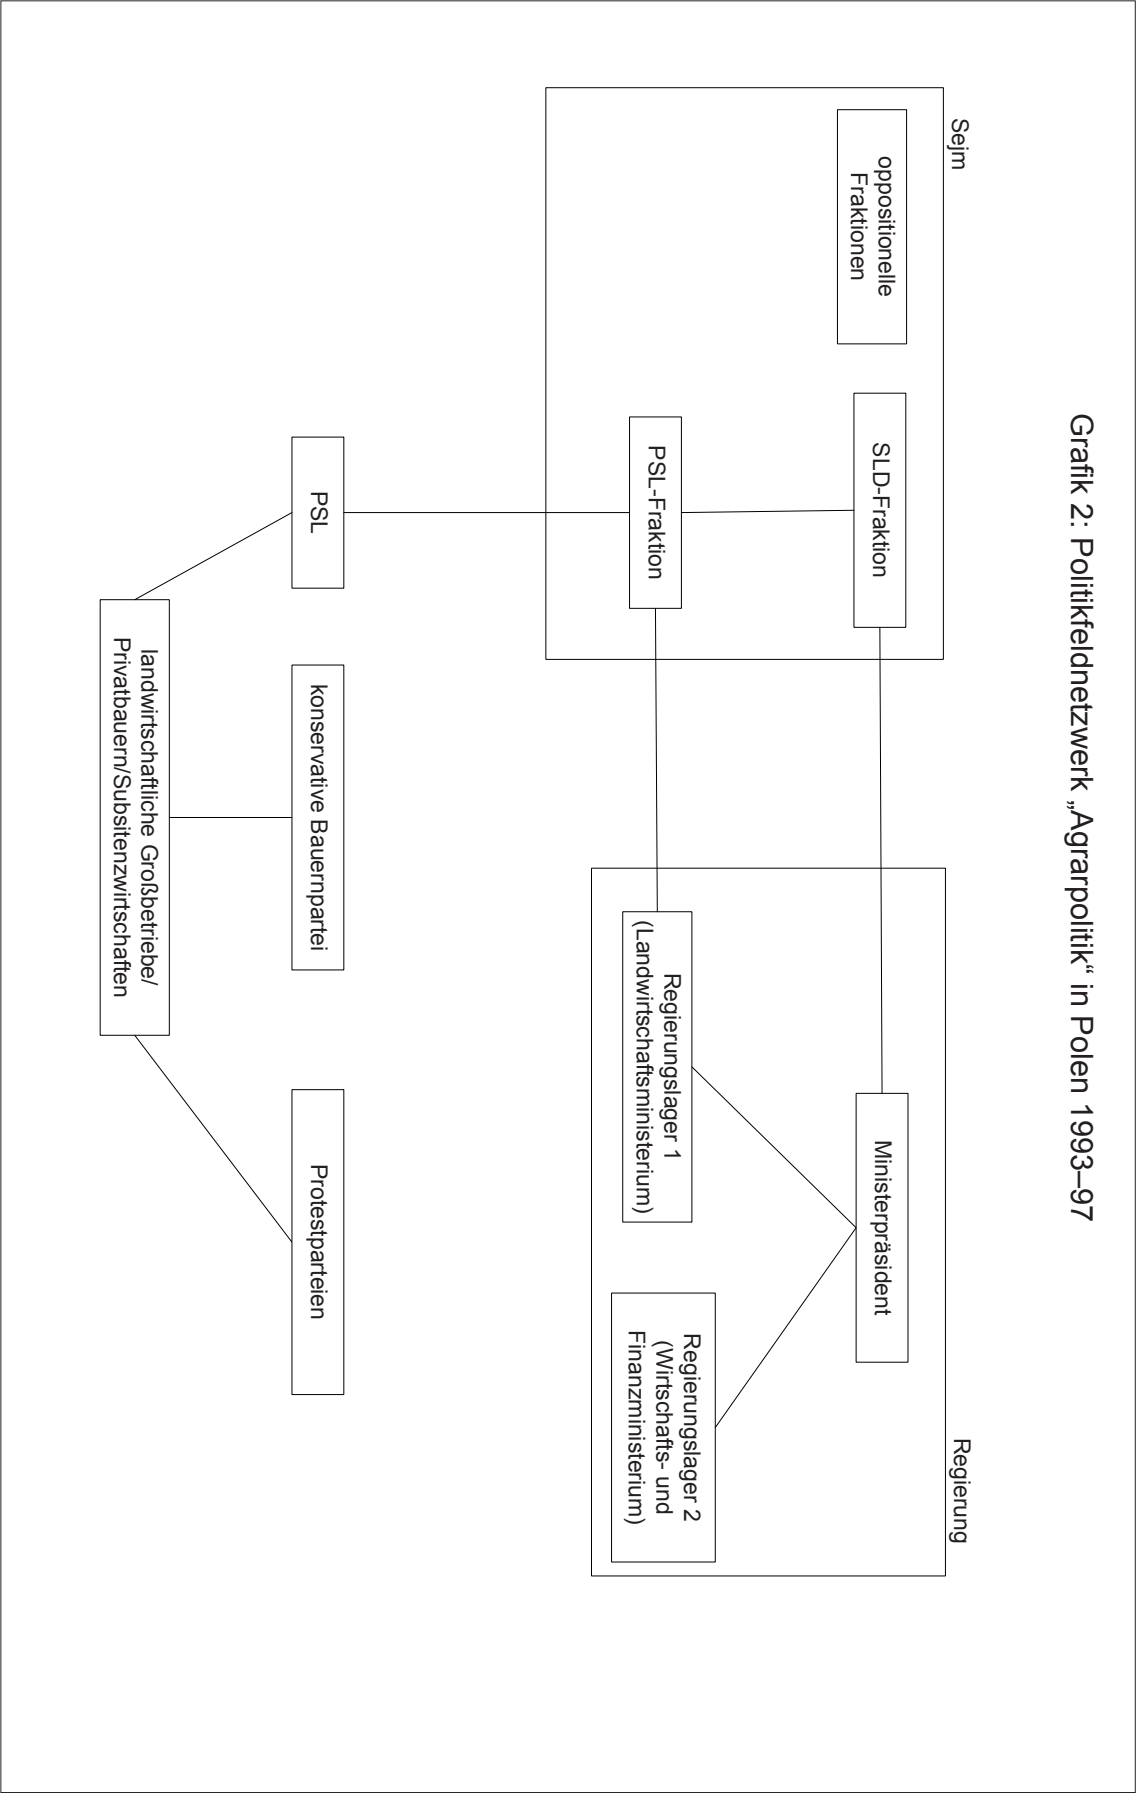 Grafik 2: Politikfeldnetzwerk „Agrarpolitik“ in Polen 1993–97
Sejm
Regierung
oppositionelle
Fraktionen
SLD-Fraktion
Ministerpräsident
PSL-Fraktion
Regierungslager 1
(Landwirtschaftsministerium)
Regierungslager 2
(Wirtschafts- und
Finanzministerium)
PSL
konservative Bauernpartei
Protestparteien
landwirtschaftliche Großbetriebe/
Privatbauern/Subsitenzwirtschaften